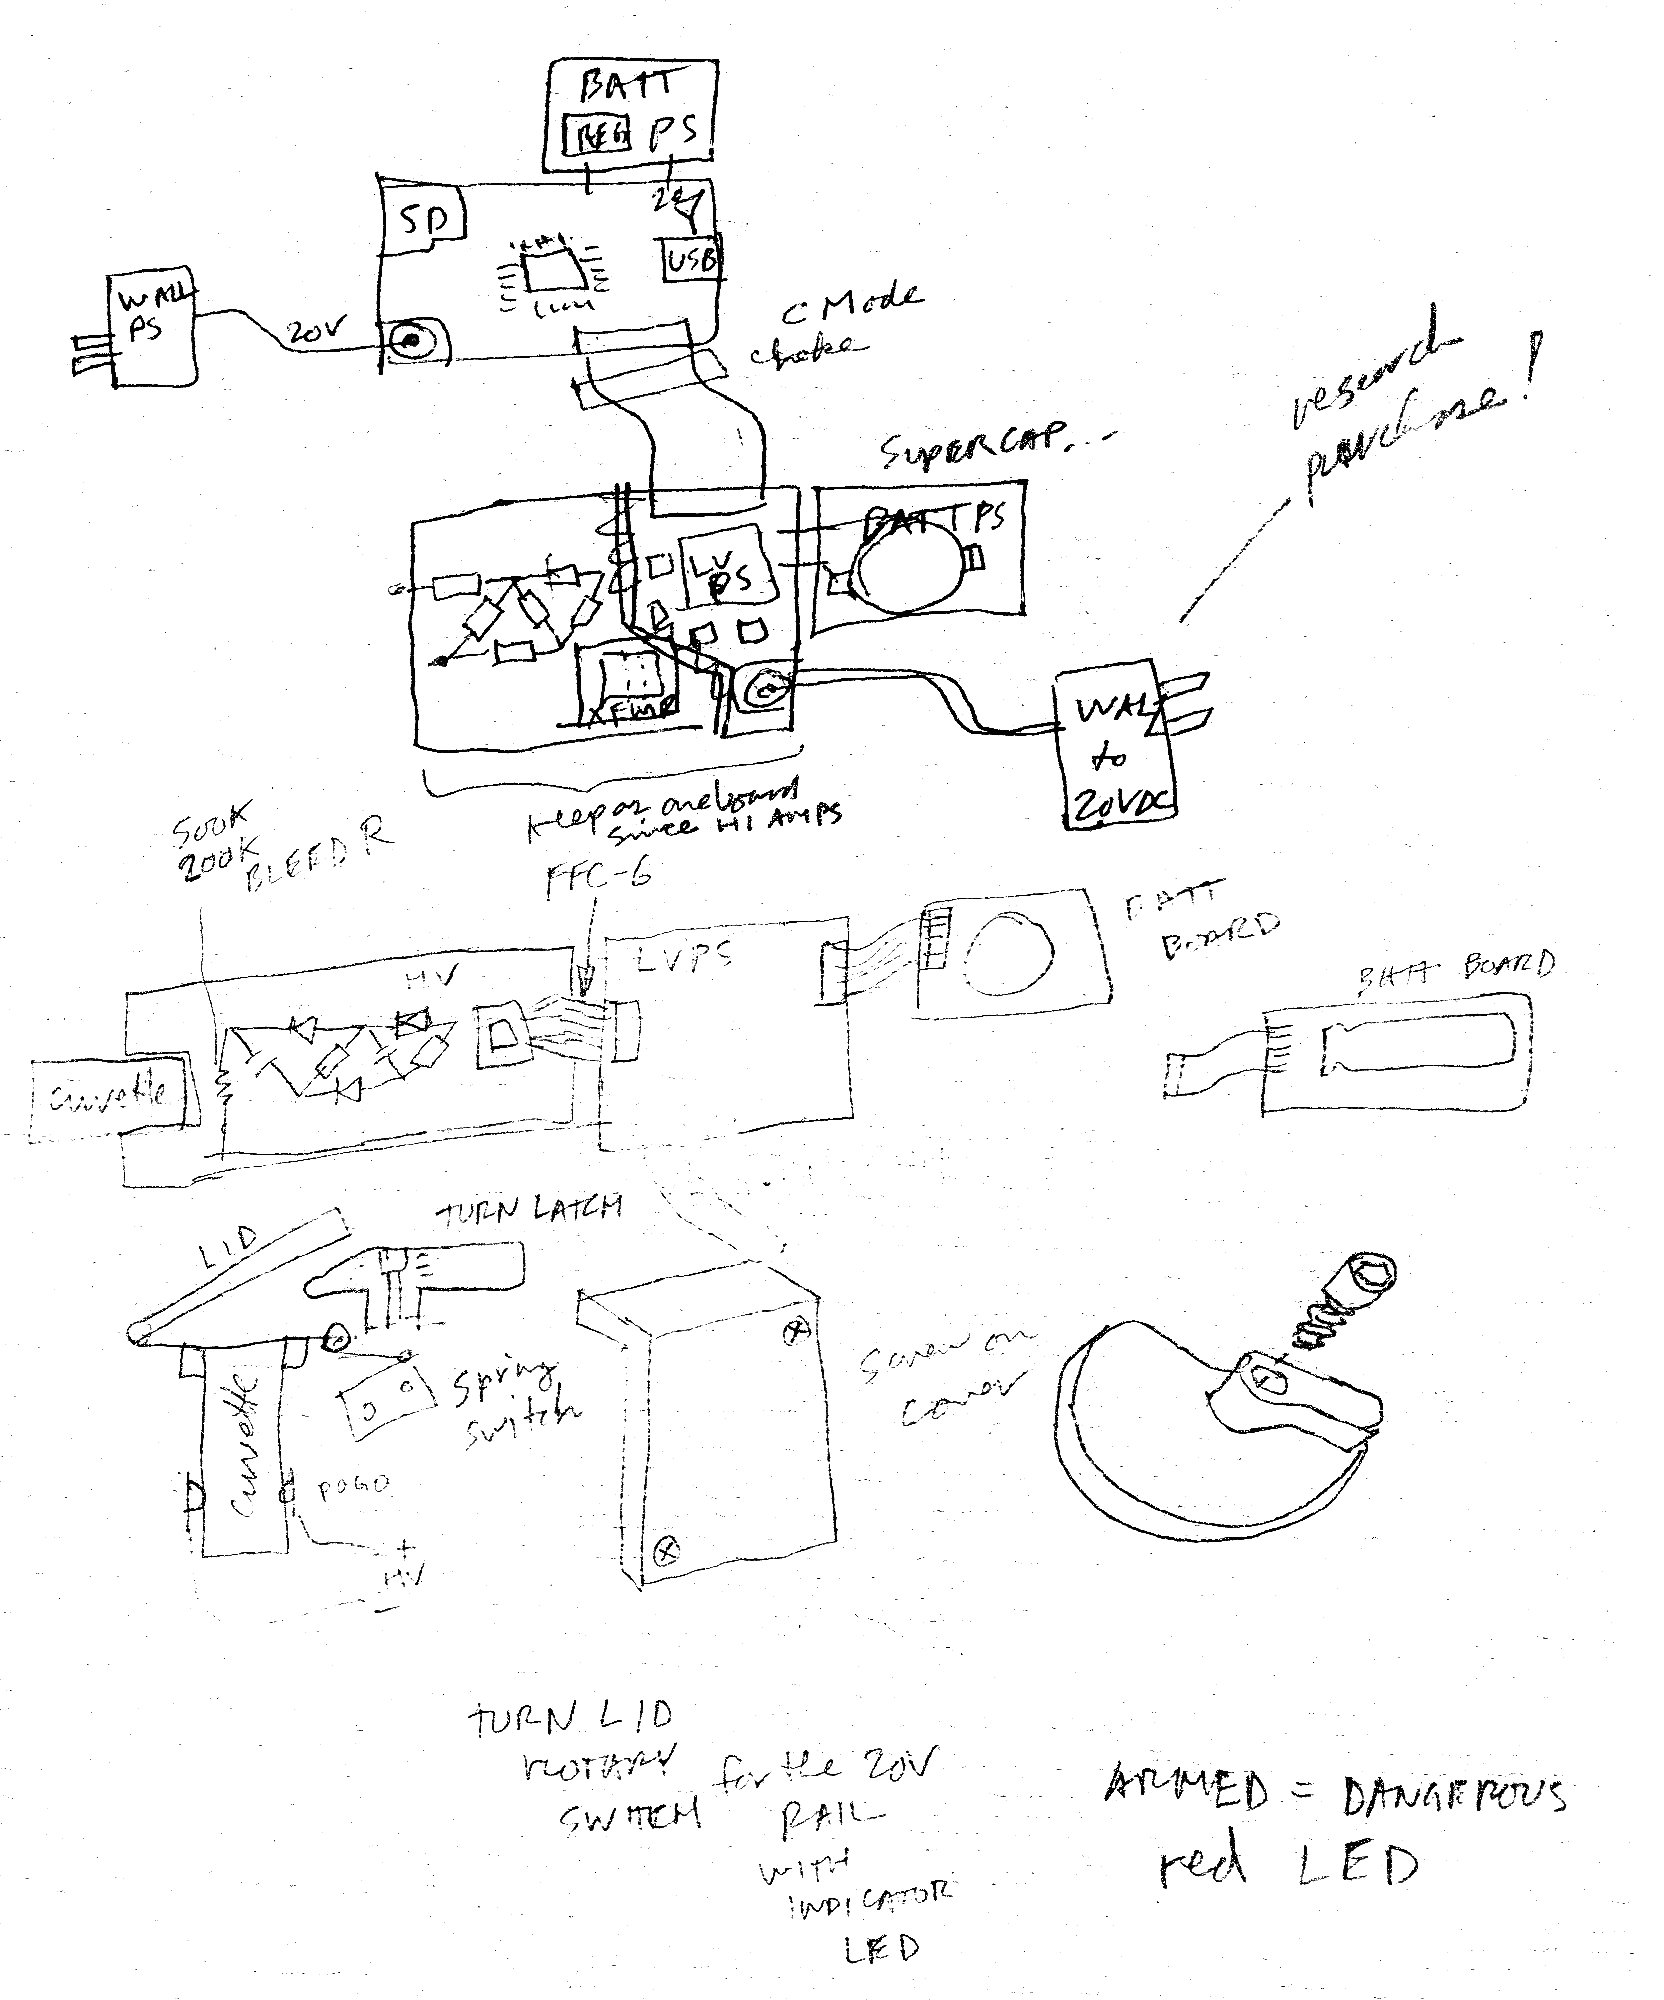 BATT
REG PS
SD
USB
WALL
PS
20V
C Mode
choke
research
purchase!
SUPERCAP...
BATT PS
LV
PS
XFMR
WALL
to
20VDC
Keep on one board
since HI AMPS
500K
200K
BLEED R
FFC-6
HV
LVPS
BATT
BOARD
BATT BOARD
cuvette
LID
TURN LATCH
Spring
switch
cuvette
POGO
+
HV
−
Screw on
cover
TURN LID
ROTARY
SWITCH
for the 20V
RAIL
WITH
INDICATOR
LED
ARMED = DANGEROUS
red LED